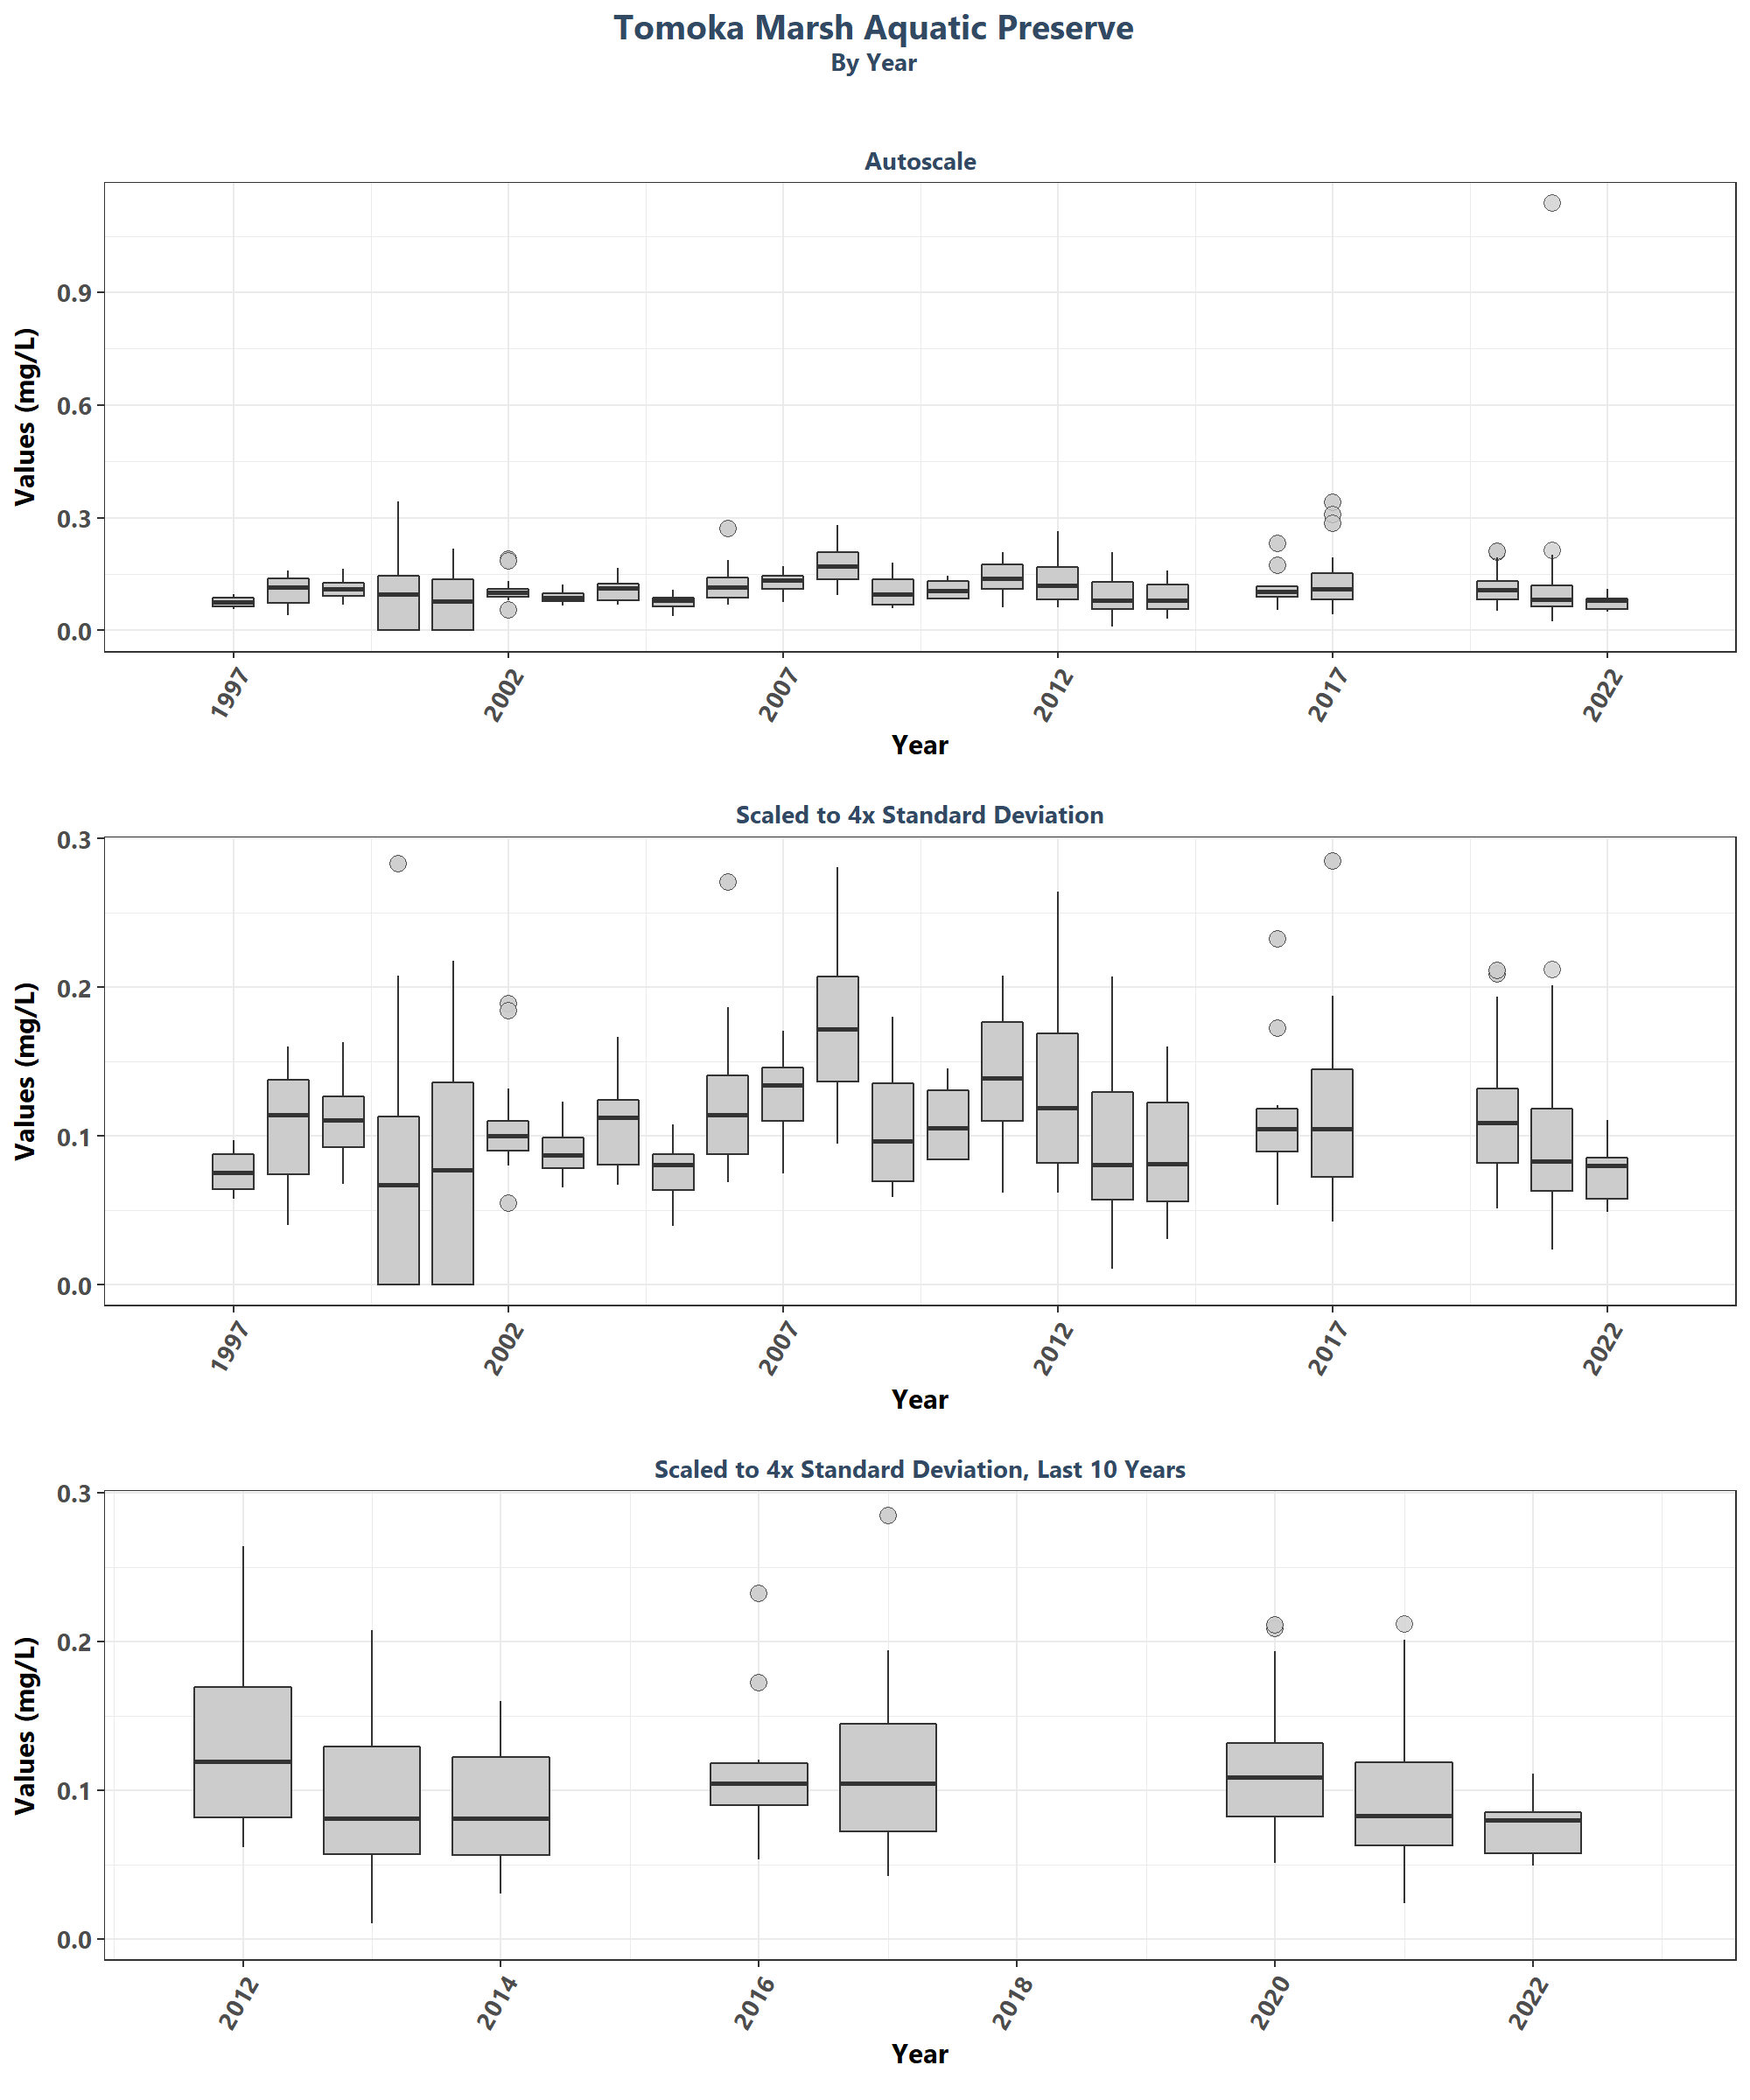 Tomoka Marsh Aquatic Preserve
By Year
Autoscale
Values (mg/L)
0.9
0.6
0.3
0.0
1997
2002
2007
2012
2017
2022
Year
Scaled to 4x Standard Deviation
Values (mg/L)
0.3
0.2
0.1
0.0
1997
2002
2007
2012
2017
2022
Year
Scaled to 4x Standard Deviation, Last 10 Years
Values (mg/L)
0.3
0.2
0.1
0.0
2012
2014
2016
2018
2020
2022
Year